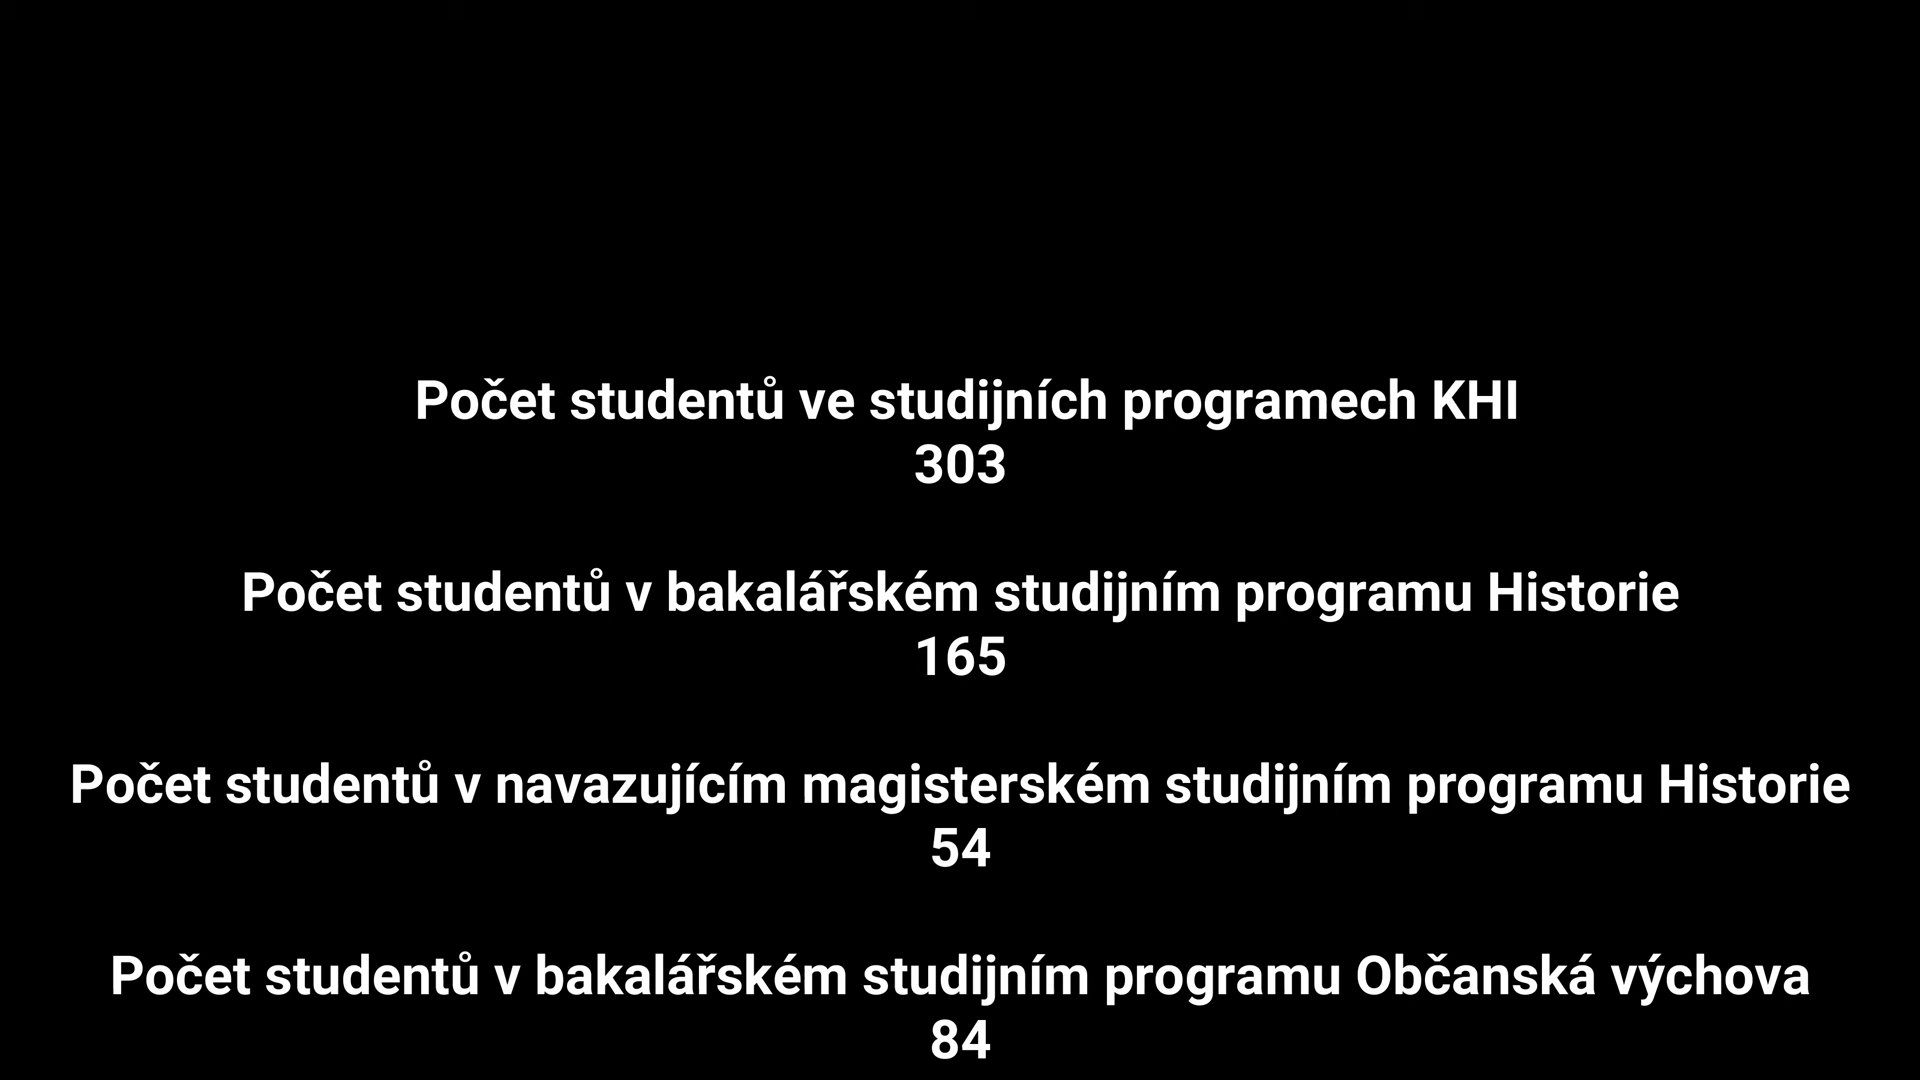 Počet studentů ve studijních programech KHI
303
Počet studentů v bakalářském studijním programu Historie
165
Počet studentů v navazujícím magisterském studijním programu Historie
54
Počet studentů v bakalářském studijním programu Občanská výchova
84